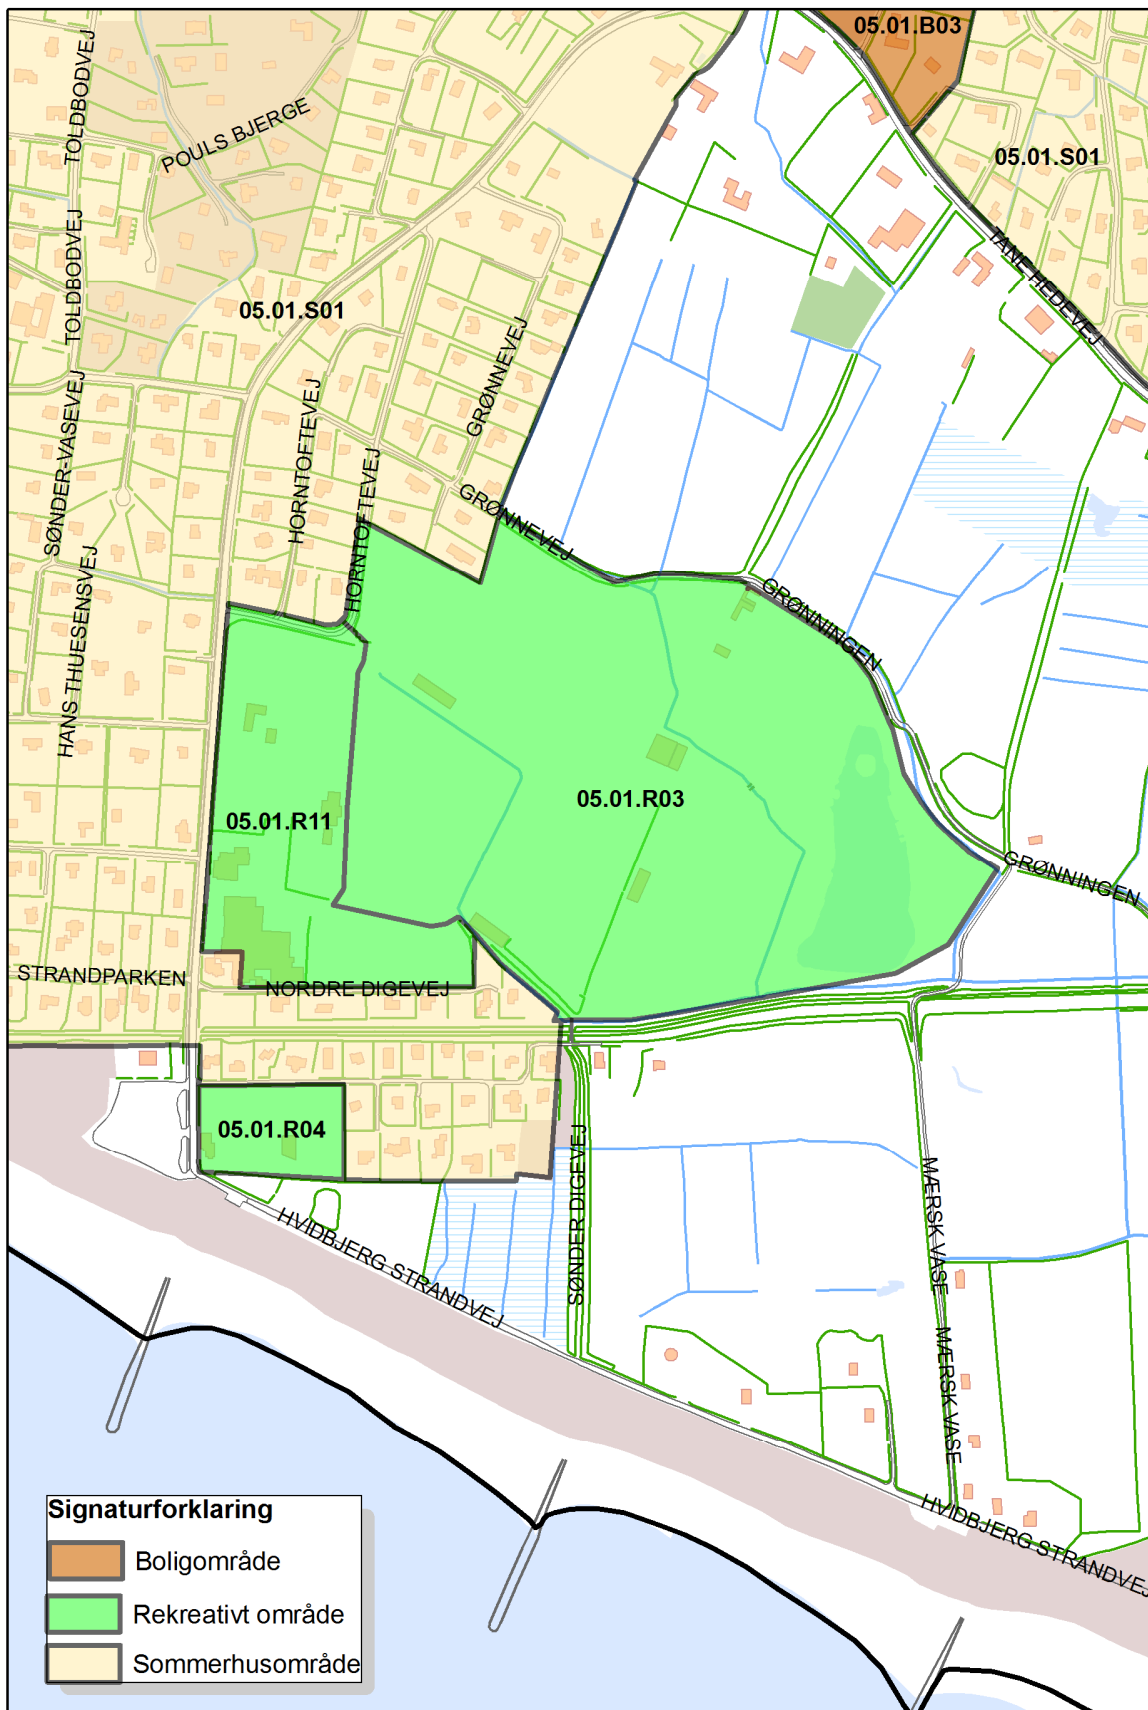 05.01.B03
TOLDBODVEJ
POULS BJERGE
05.01.S01
TOLDBODVEJ
TANE HEDEVEJ
05.01.S01
GRØNNEVEJ
SØNDER-VASEVEJ
HORNTOFTEVEJ
HORNTOFTEVEJ
GRØNNEVEJ
HANS THUESENSVEJ
GRØNNINGEN
05.01.R03
05.01.R11
GRØNNINGEN
STRANDPARKEN
NORDRE DIGEVEJ
05.01.R04
SØNDER DIGEVEJ
MÆRSK VASE
HVIDBJERG STRANDVEJ
MÆRSK VASE
HVIDBJERG STRANDVEJ
Signaturforklaring
Boligområde
Rekreativt område
Sommerhusområde